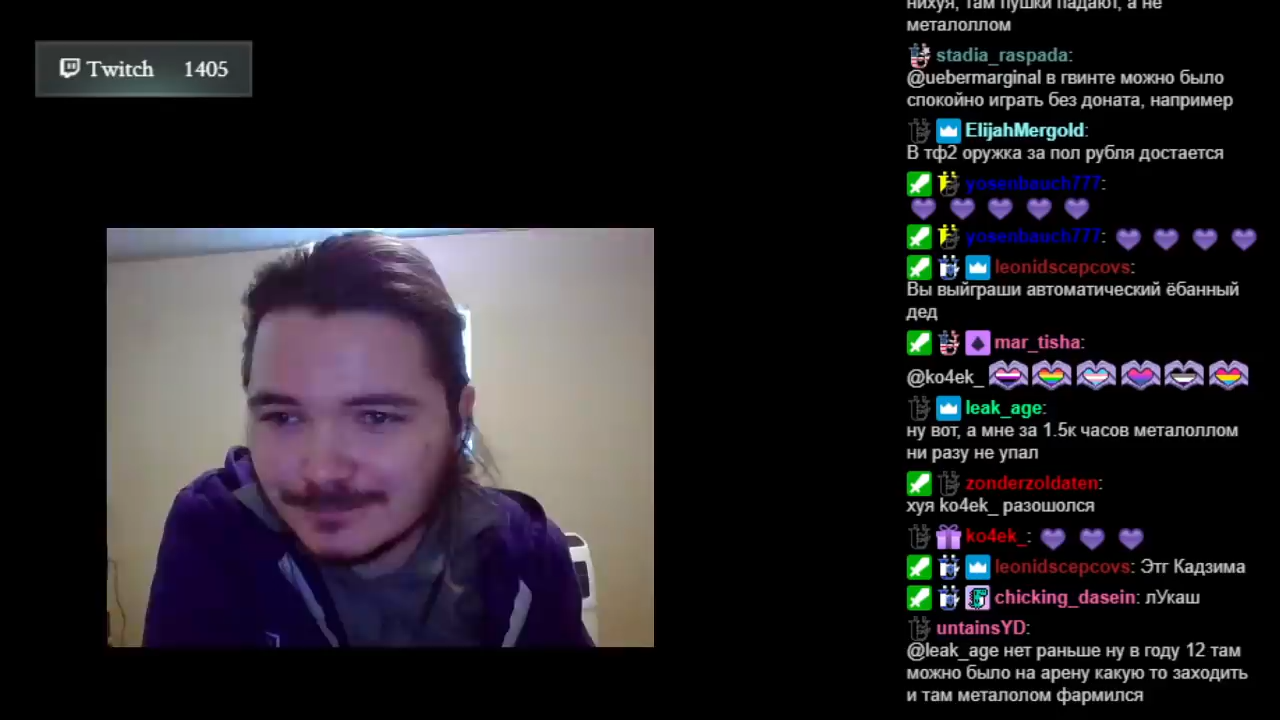 Twitch 1405
нихуя, там пушки падают, а не
металоллом
stadia_raspada:
@uebermarginal в гвинте можно было
спокойно играть без доната, например
ElijahMergold:
В тф2 оружка за пол рубля достается
yosenbauch777:
yosenbauch777:
leonidscepcovs:
Вы выйграши автоматический ёбанный
дед
mar_tisha:
@ko4ek_
leak_age:
ну вот, а мне за 1.5к часов металоллом
ни разу не упал
zonderzoldaten:
хуя ko4ek_ разошолся
ko4ek_:
leonidscepcovs: Этг Кадзима
chicking_dasein: лУкаш
untainsYD:
@leak_age нет раньше ну в году 12 там
можно было на арену какую то заходить
и там металолом фармился